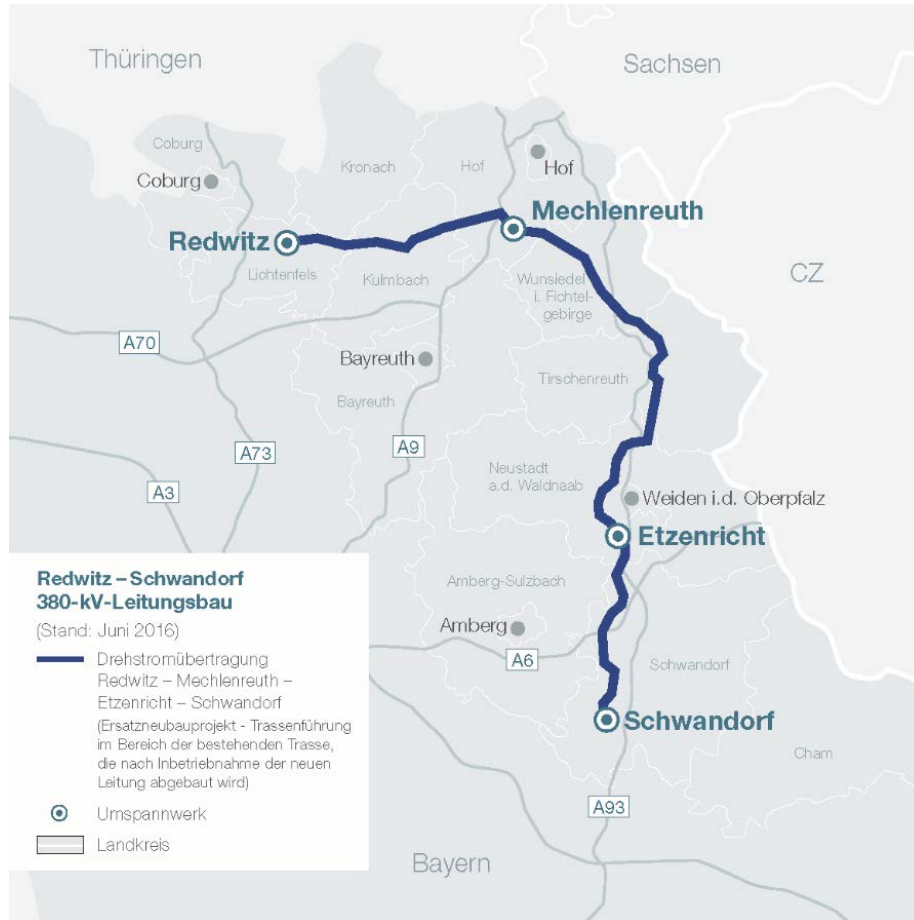 Thüringen
Sachsen
Coburg
Kronach
Hof
Hof
Coburg
Mechlenreuth
Redwitz
CZ
Lichtenfels
Kulmbach
Wunsiedel
i. Fichtel-
gebirge
A70
Bayreuth
Tirschenreuth
Bayreuth
A9
A73
Neustadt
a.d. Waldnaab
A3
Weiden i.d. Oberpfalz
Etzenricht
Amberg-Sulzbach
Amberg
A6
Schwandorf
Schwandorf
Cham
A93
Bayern
Redwitz – Schwandorf
380-kV-Leitungsbau
(Stand: Juni 2016)
Drehstromübertragung
Redwitz – Mechlenreuth –
Etzenricht – Schwandorf
(Ersatzneubauprojekt - Trassenführung
im Bereich der bestehenden Trasse,
die nach Inbetriebnahme der neuen
Leitung abgebaut wird)
Umspannwerk
Landkreis